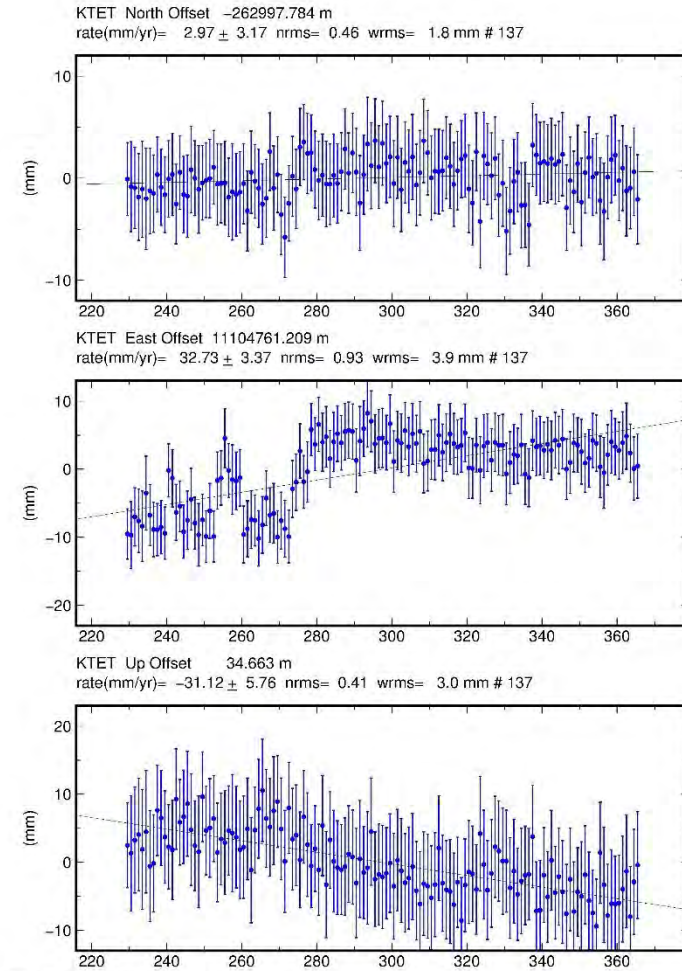 KTET North Offset -262997.784 m
rate(mm/yr)= 2.97 ± 3.17 nrms= 0.46 wrms= 1.8 mm # 137
10
0
-10
(mm)
220 240 260 280 300 320 340 360
KTET East Offset 11104761.209 m
rate(mm/yr)= 32.73 ± 3.37 nrms= 0.93 wrms= 3.9 mm # 137
10
0
-10
-20
(mm)
220 240 260 280 300 320 340 360
KTET Up Offset 34.663 m
rate(mm/yr)= -31.12 ± 5.76 nrms= 0.41 wrms= 3.0 mm # 137
20
10
0
-10
(mm)
220 240 260 280 300 320 340 360